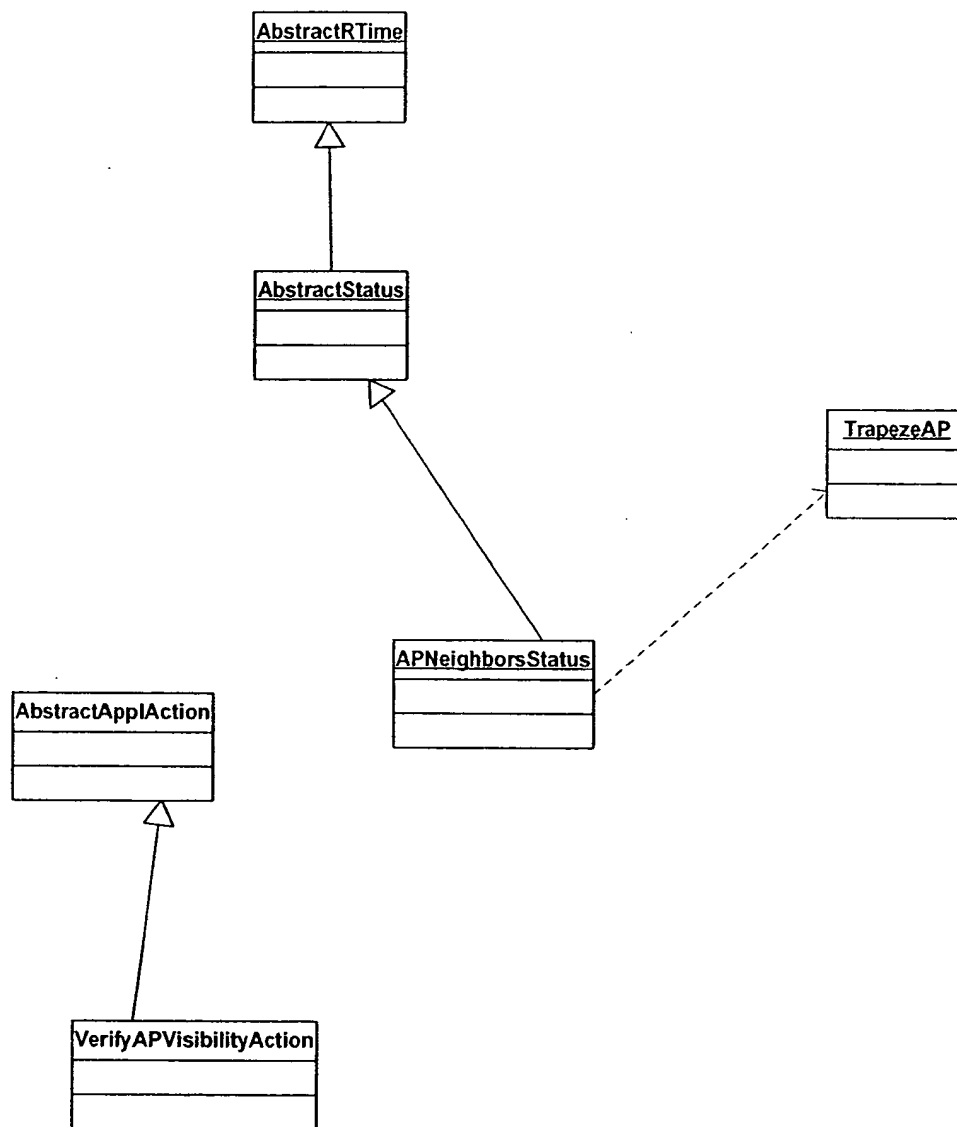 AbstractRTime
AbstractStatus
TrapezeAP
APNeighborsStatus
AbstractApplAction
VerifyAPVisibilityAction